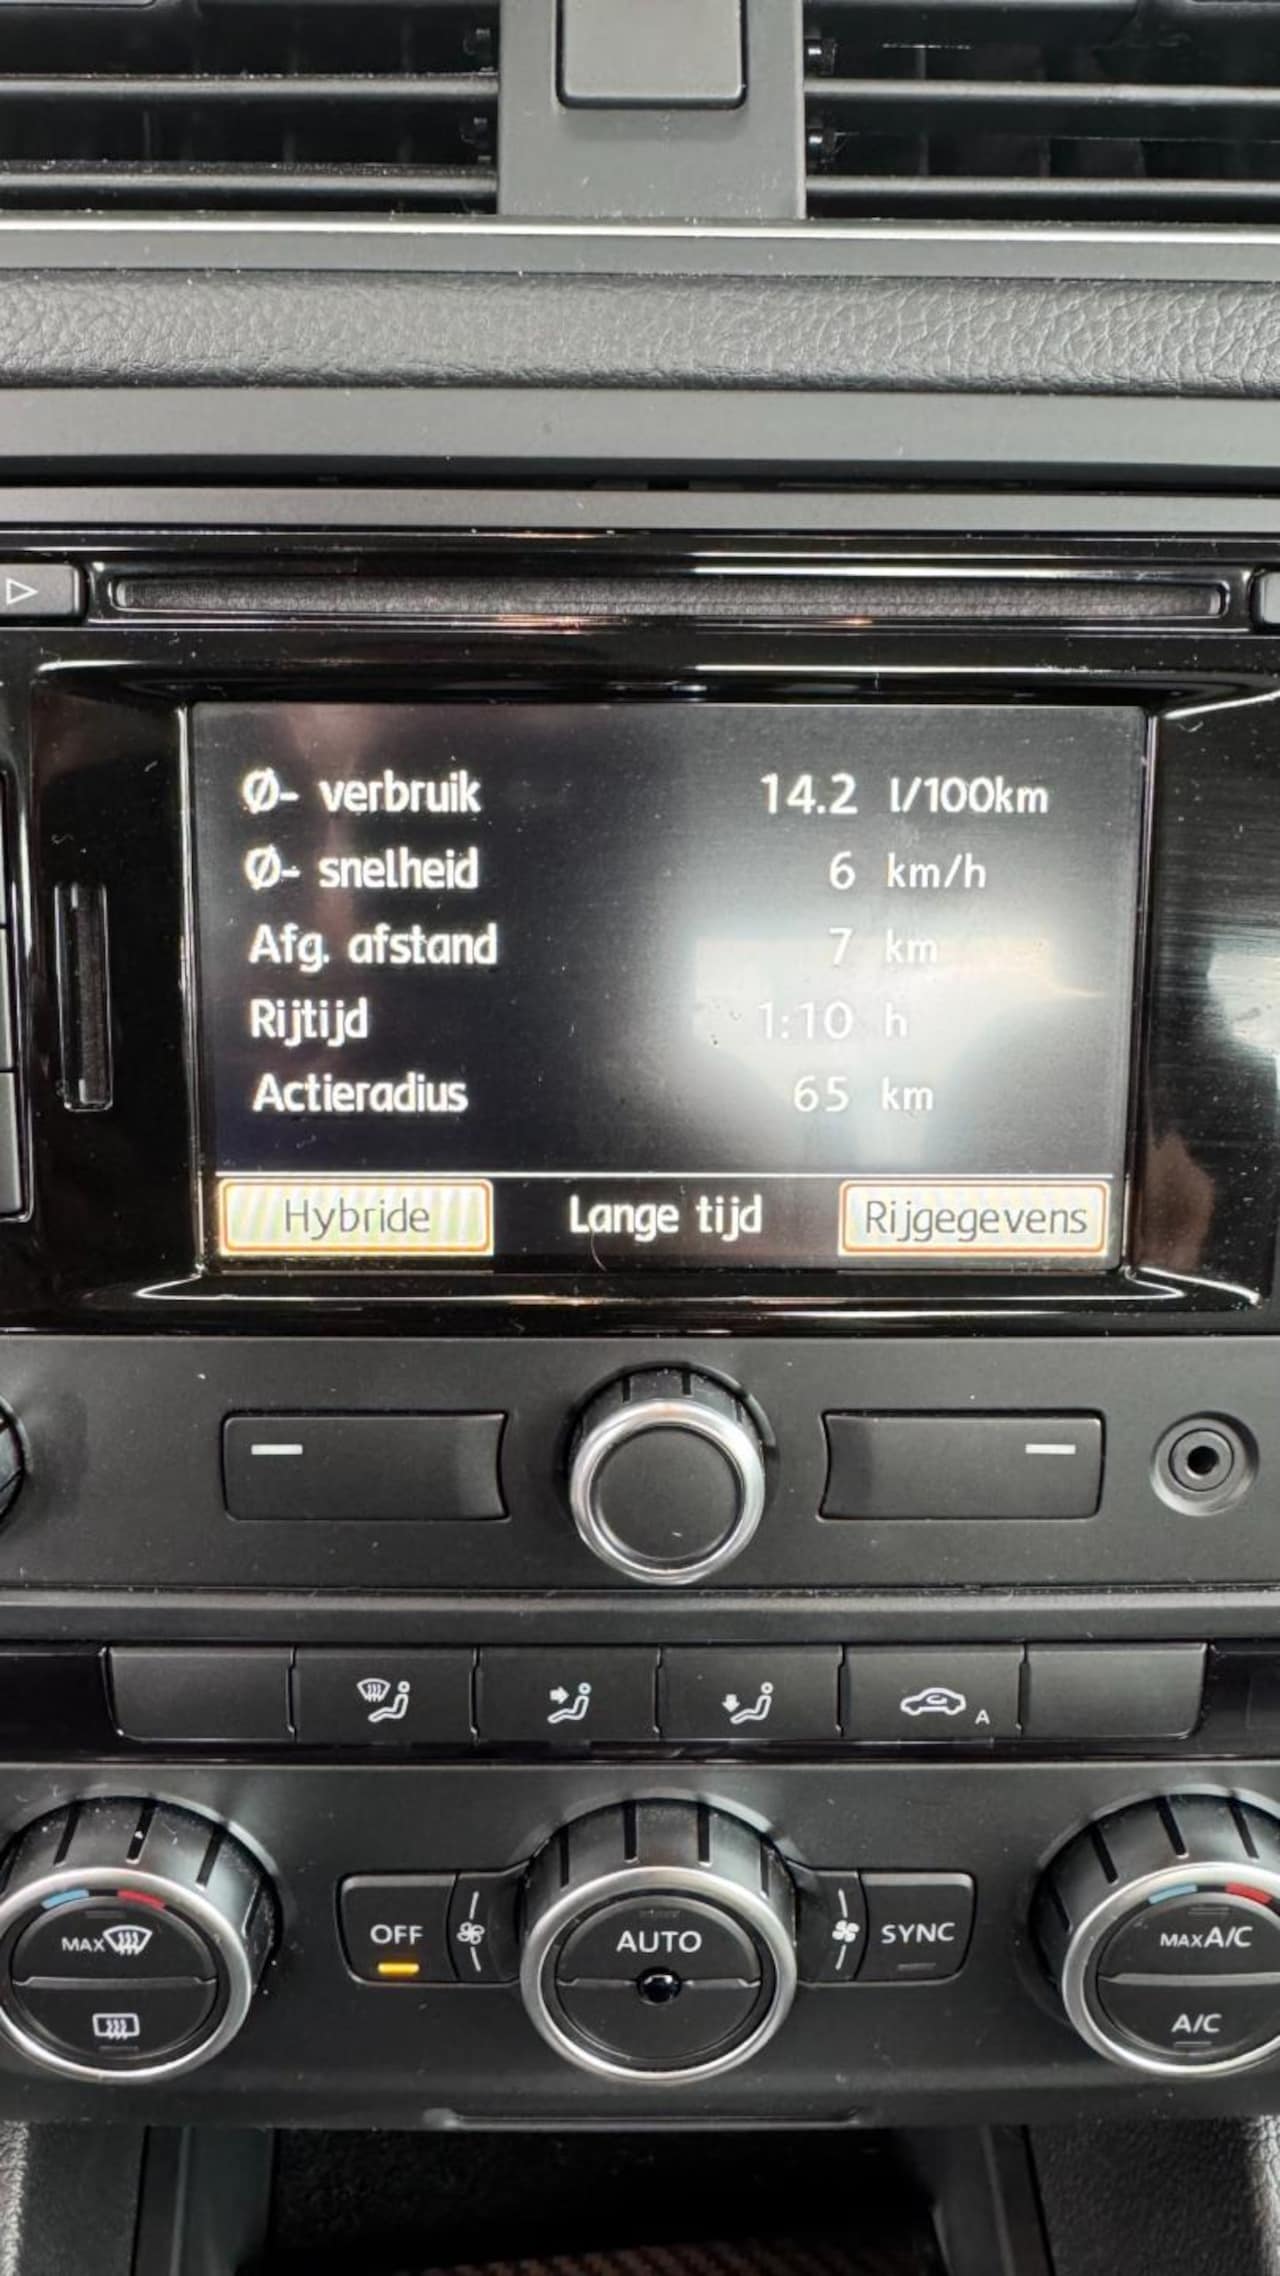 Ø- verbruik 14.2 l/100km
Ø- snelheid 6 km/h
Afg. afstand 7 km
Rijtijd 1:10 h
Actieradius 65 km
Hybride Lange tijd Rijgegevens
A
OFF AUTO SYNC
MAX MAX A/C
A/C